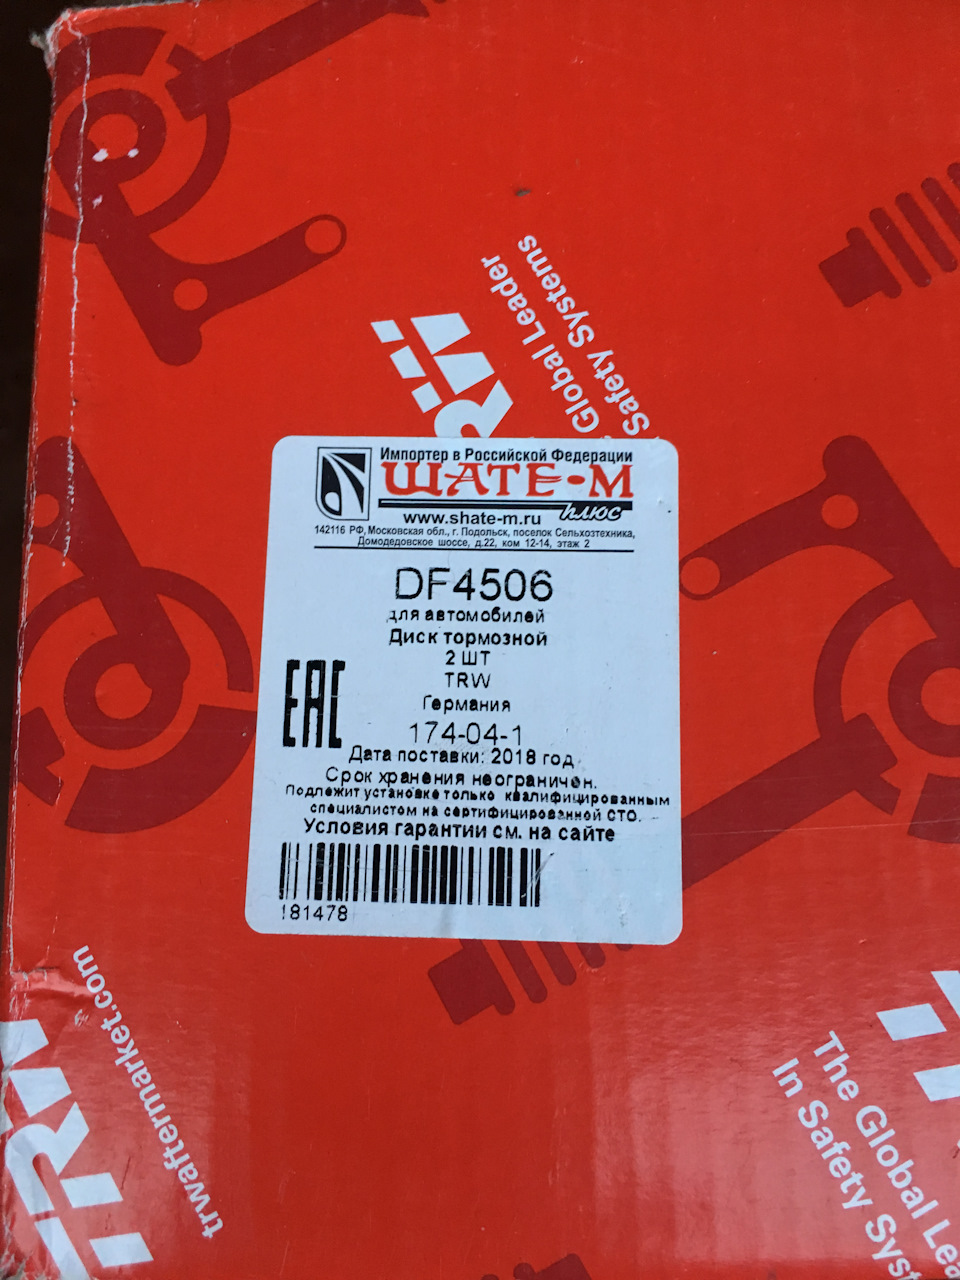 Global Leader
Safety Systems
TRW
Импортер в Российской Федерации
ШАТЕ-М
плюс
www.shate-m.ru
142116 РФ, Московская обл., г. Подольск, поселок Сельхозтехника,
Домодедовское шоссе, д.22, ком 12-14, этаж 2
DF4506
для автомобилей
Диск тормозной
2 ШТ
TRW
Германия
EAC
174-04-1
Дата поставки: 2018 год
Срок хранения неограничен.
Подлежит установке только квалифицированным
специалистом на сертифицированной СТО.
Условия гарантии см. на сайте
181478
trwaftermarket.com
TRW
The Global Lea
In Safety Syst